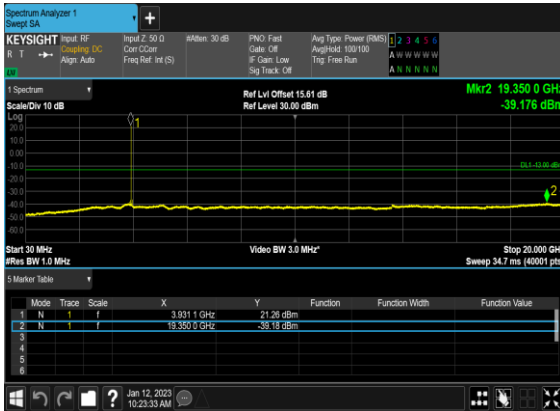 Spectrum Analyzer 1
Swept SA
KEYSIGHT
R T
Input: RF
Coupling: DC
Align: Auto
Input Z: 50 Ω
Corr CCorr
Freq Ref: Int (S)
#Atten: 30 dB
PNO: Fast
Gate: Off
IF Gain: Low
Sig Track: Off
Avg Type: Power (RMS)
Avg|Hold: 100/100
Trig: Free Run
1 2 3 4 5 6
A W W W W W
A N N N N N
1 Spectrum
Scale/Div 10 dB
Ref Lvl Offset 15.61 dB
Ref Level 30.00 dBm
Mkr2 19.350 0 GHz
-39.176 dBm
Log
20.0
10.0
0.00
-10.0
-20.0
-30.0
-40.0
-50.0
-60.0
1
DL1 -13.00 dBm
2
Start 30 MHz
#Res BW 1.0 MHz
Video BW 3.0 MHz*
Stop 20.000 GHz
Sweep 34.7 ms (40001 pts)
5 Marker Table
Mode Trace Scale X Y Function Function Width Function Value
1 N 1 f 3.931 1 GHz 21.26 dBm
2 N 1 f 19.350 0 GHz -39.18 dBm
3
4
5
6
?
Jan 12, 2023
10:23:33 AM